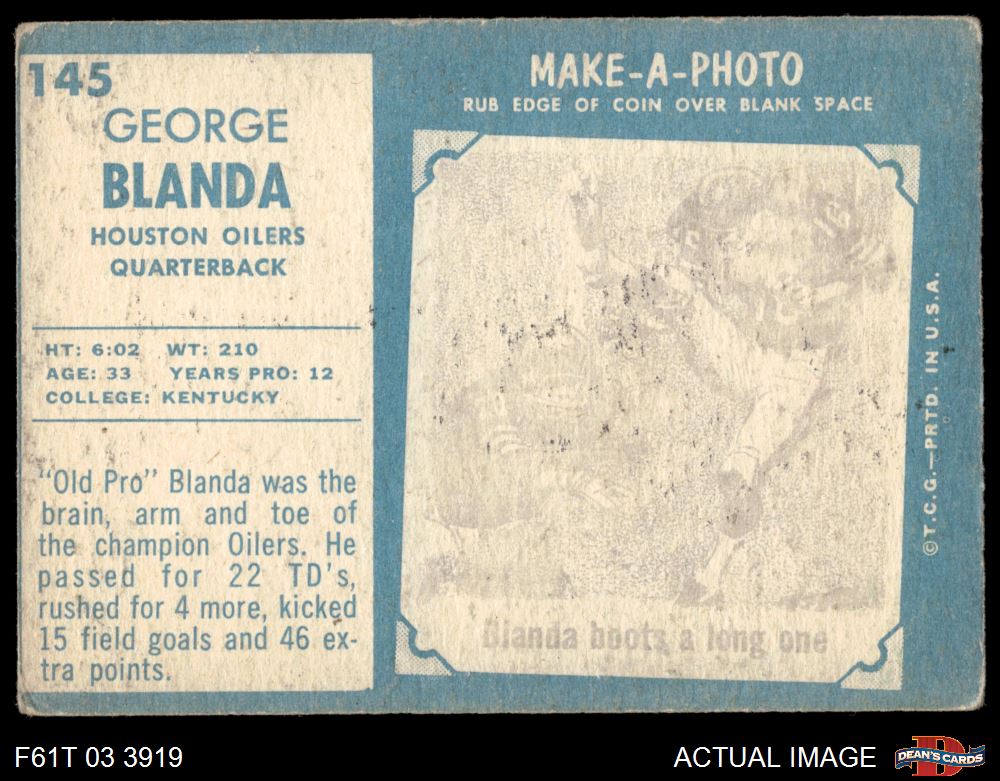 145
GEORGE
BLANDA
HOUSTON OILERS
QUARTERBACK
HT: 6:02 WT: 210
AGE: 33 YEARS PRO: 12
COLLEGE: KENTUCKY
"Old Pro" Blanda was the
brain, arm and toe of
the champion Oilers. He
passed for 22 TD's,
rushed for 4 more, kicked
15 field goals and 46 ex-
tra points.
MAKE-A-PHOTO
RUB EDGE OF COIN OVER BLANK SPACE
Blanda boots a long one
©T.C.G.—PRTD. IN U.S.A.
F61T 03 3919
ACTUAL IMAGE
DEAN'S CARDS